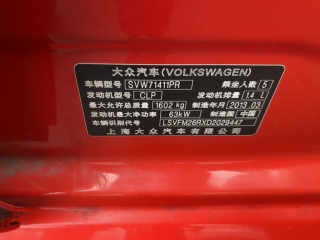 大众汽车(VOLKSWAGEN)
车辆型号 SVW71411PR 乘坐人数 5
发动机型号 CLP 发动机排量 1.4 L
最大允许总质量 1602 kg 制造年月 2013.03
发动机最大净功率 63kW 制造国 中国
车辆识别代号 LSVFM26RXD2029447
上海大众汽车有限公司